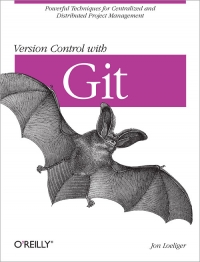 Powerful Techniques for Centralized and
Distributed Project Management
Version Control with
Git
O'REILLY®
Jon Loeliger